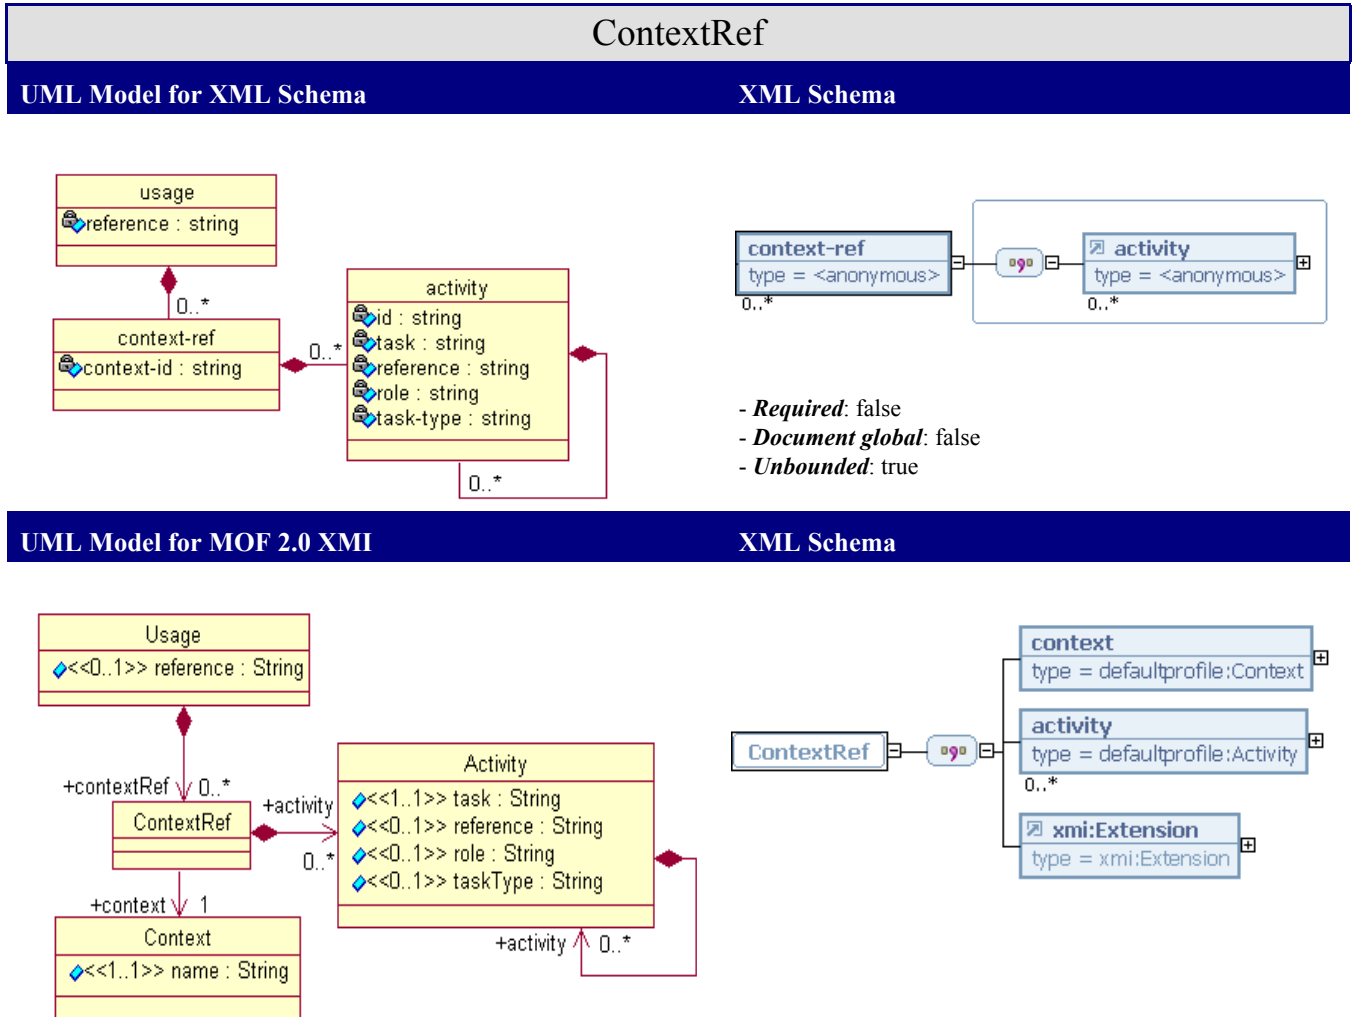 ContextRef
UML Model for XML Schema
XML Schema
usage
reference : string
0..*
context-ref
context-id : string
0..*
activity
id : string
task : string
reference : string
role : string
task-type : string
0..*
context-ref
type = <anonymous>
0..*
activity
type = <anonymous>
0..*
- Required: false
- Document global: false
- Unbounded: true
UML Model for MOF 2.0 XMI
XML Schema
Usage
<<0..1>> reference : String
+contextRef
0..*
ContextRef
+activity
0..*
Activity
<<1..1>> task : String
<<0..1>> reference : String
<<0..1>> role : String
<<0..1>> taskType : String
+activity
0..*
+context
1
Context
<<1..1>> name : String
ContextRef
context
type = defaultprofile:Context
activity
type = defaultprofile:Activity
0..*
xmi:Extension
type = xmi:Extension